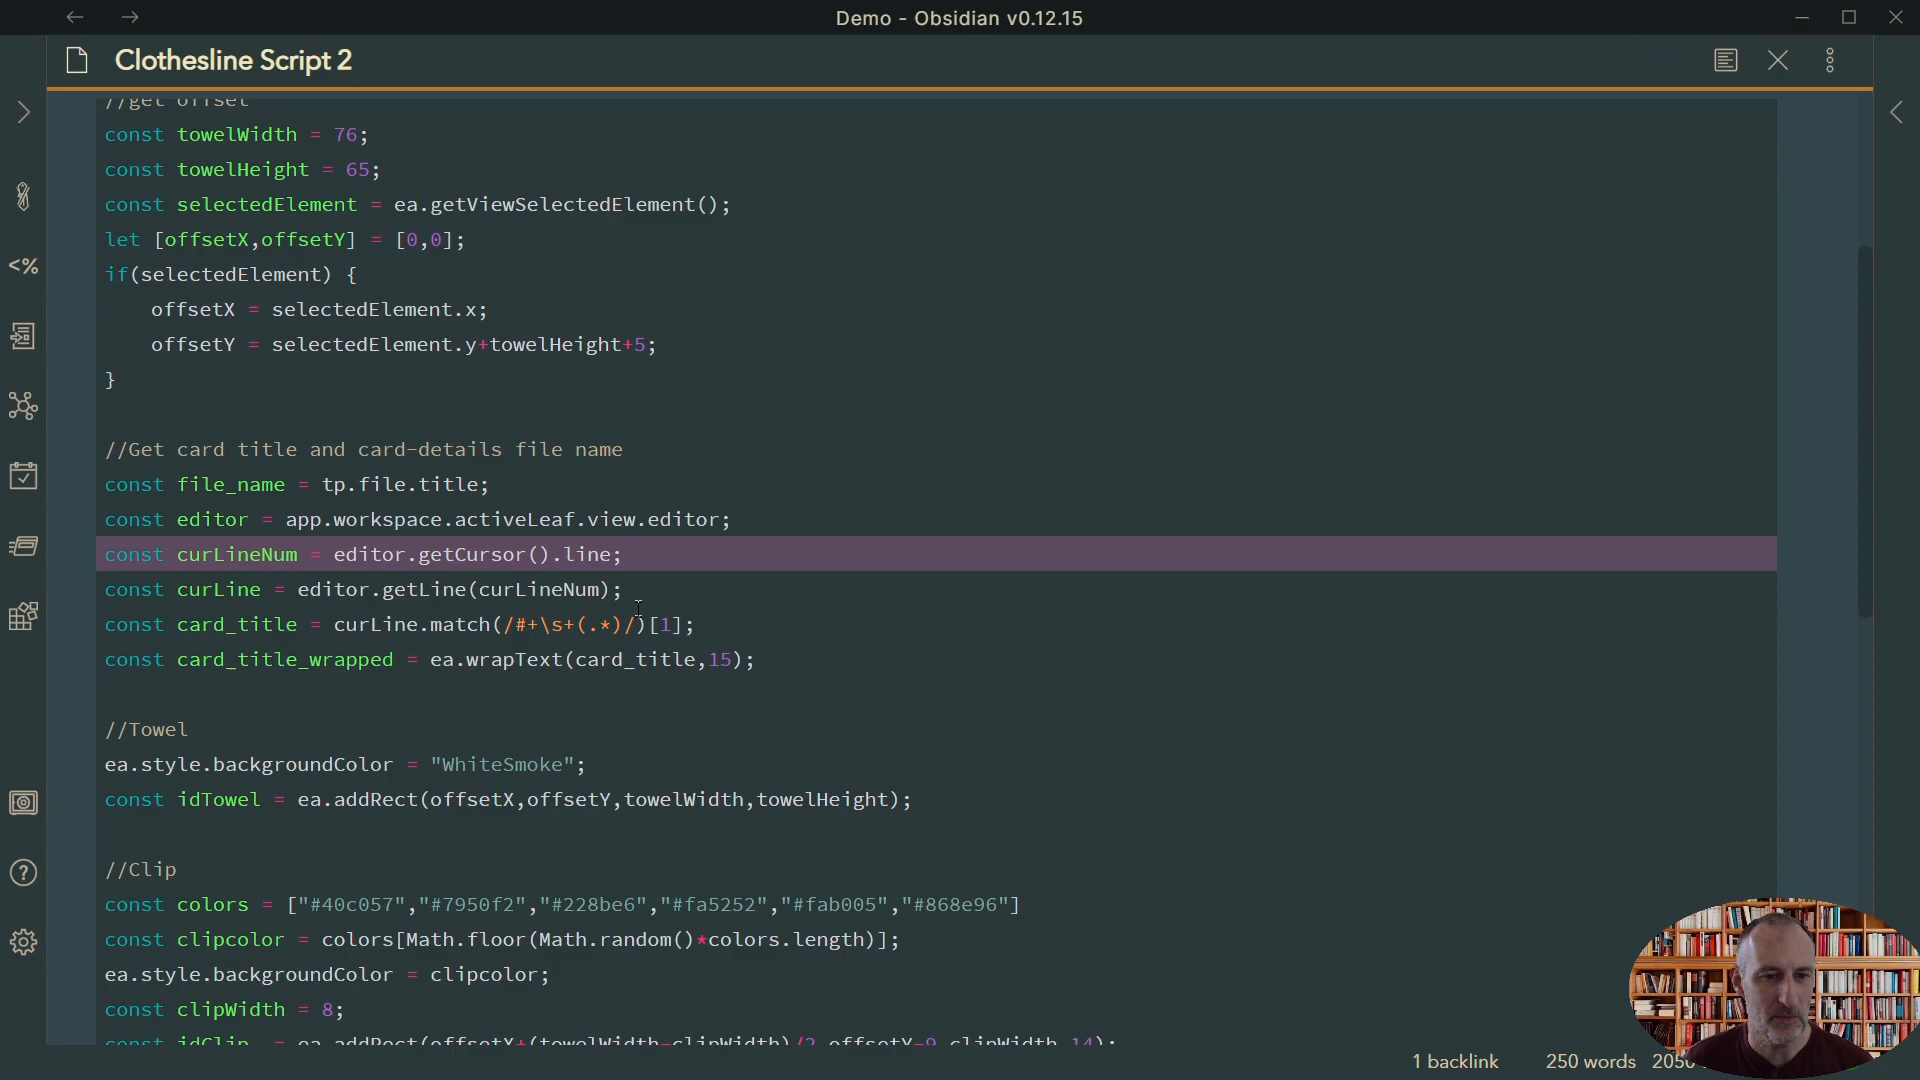 Demo - Obsidian v0.12.15
Clothesline Script 2
//get offset
const towelWidth = 76;
const towelHeight = 65;
const selectedElement = ea.getViewSelectedElement();
let [offsetX,offsetY] = [0,0];
if(selectedElement) {
offsetX = selectedElement.x;
offsetY = selectedElement.y+towelHeight+5;
}
//Get card title and card-details file name
const file_name = tp.file.title;
const editor = app.workspace.activeLeaf.view.editor;
const curLineNum = editor.getCursor().line;
const curLine = editor.getLine(curLineNum);
const card_title = curLine.match(/#+\s+(.*)/)[1];
const card_title_wrapped = ea.wrapText(card_title,15);
//Towel
ea.style.backgroundColor = "WhiteSmoke";
const idTowel = ea.addRect(offsetX,offsetY,towelWidth,towelHeight);
//Clip
const colors = ["#40c057","#7950f2","#228be6","#fa5252","#fab005","#868e96"]
const clipcolor = colors[Math.floor(Math.random()*colors.length)];
ea.style.backgroundColor = clipcolor;
const clipWidth = 8;
const idClip = ea.addRect(offsetX+(towelWidth-clipWidth)/2,offsetY-9,clipWidth,14);
<%
1 backlink 250 words